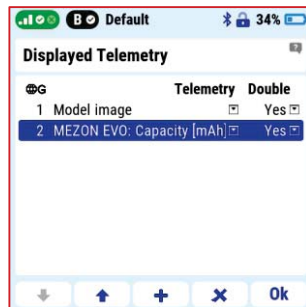 B Default 34%
Displayed Telemetry
G Telemetry Double
1 Model image Yes
2 MEZON EVO: Capacity [mAh] Yes
Ok